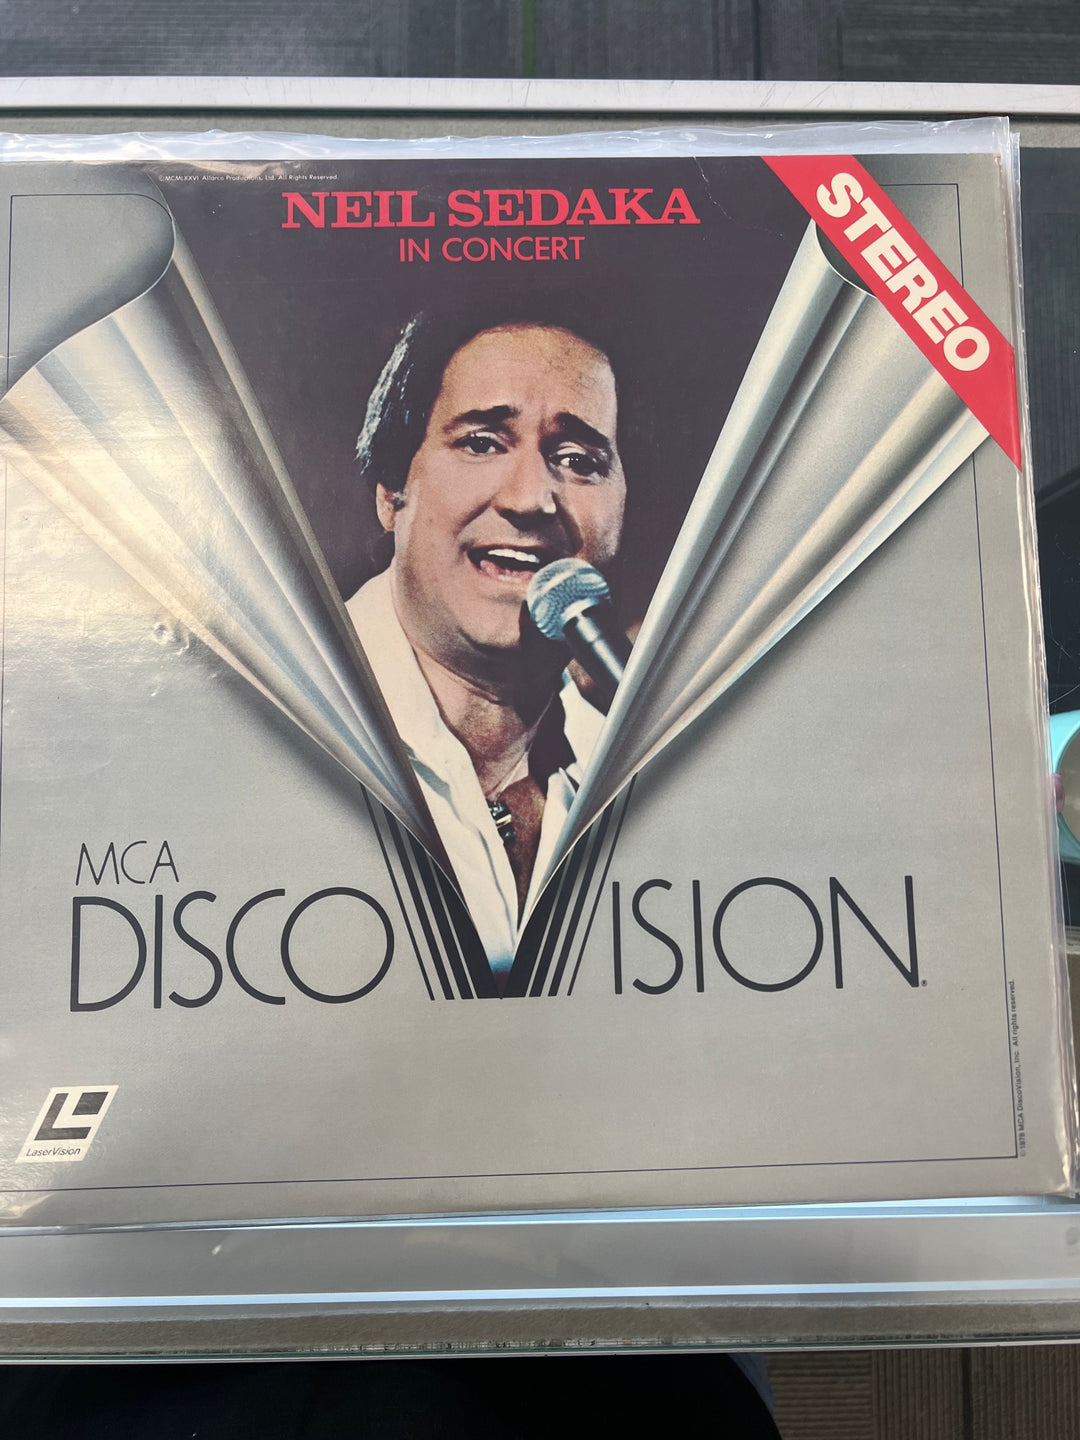 ©MCMLXXVI Allarco Productions, Ltd. All Rights Reserved.
NEIL SEDAKA
IN CONCERT
STEREO
MCA
DISCOVISION®
LaserVision
©1978 MCA DiscoVision, Inc. All rights reserved.